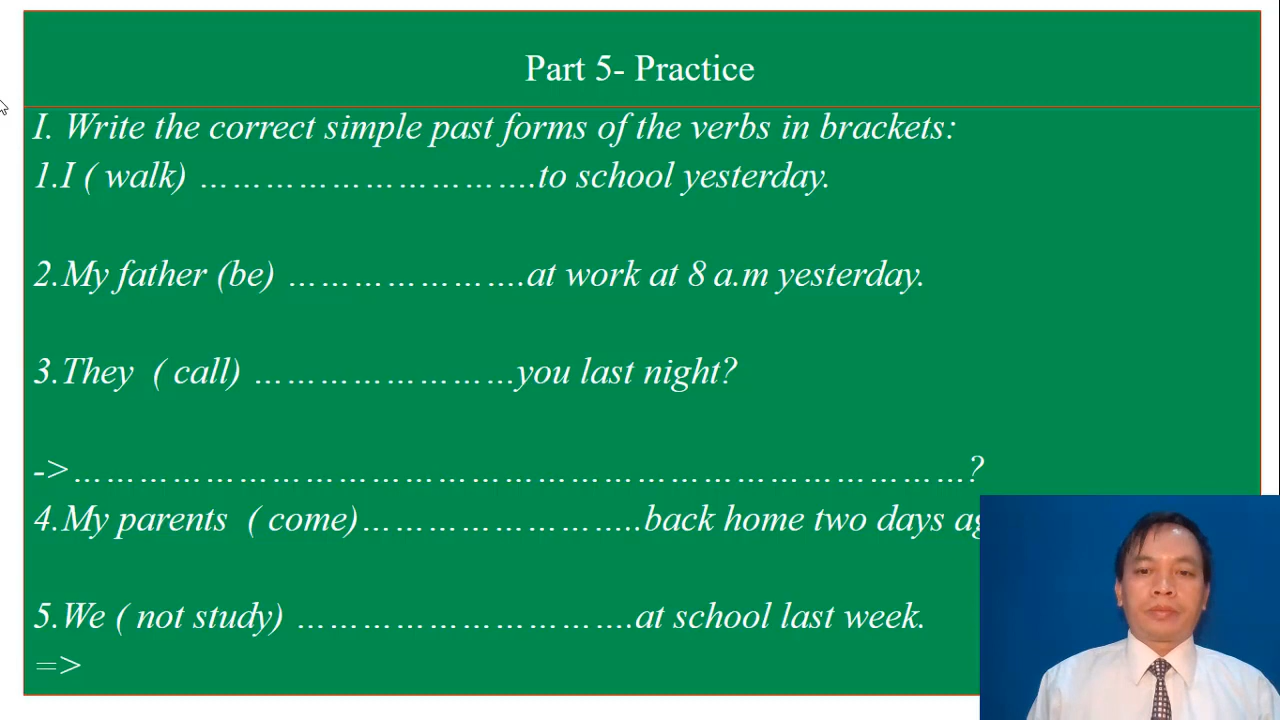 Part 5- Practice
I. Write the correct simple past forms of the verbs in brackets:
1.I ( walk) …………………………….to school yesterday.
2.My father (be) …………………….at work at 8 a.m yesterday.
3.They ( call) ……………………you last night?
->……………………………………………………………………………?
4.My parents ( come)……………………..back home two days
5.We ( not study) …………………………….at school last week.
=>